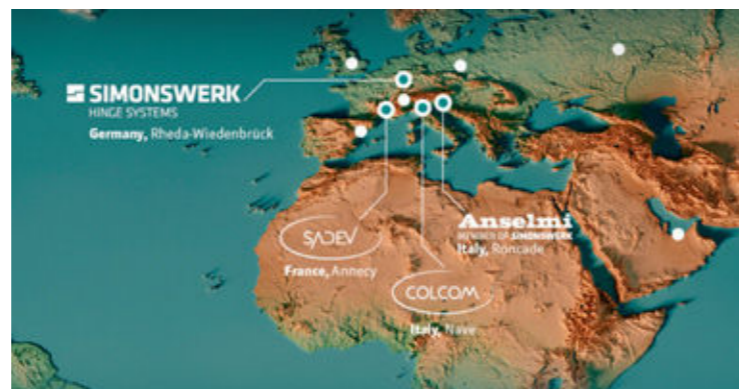 SIMONSWERK
HINGE SYSTEMS
Germany, Rheda-Wiedenbrück
SADEV
France, Annecy
Anselmi
MEMBER OF SIMONSWERK
Italy, Roncade
COLCOM
Italy, Nave